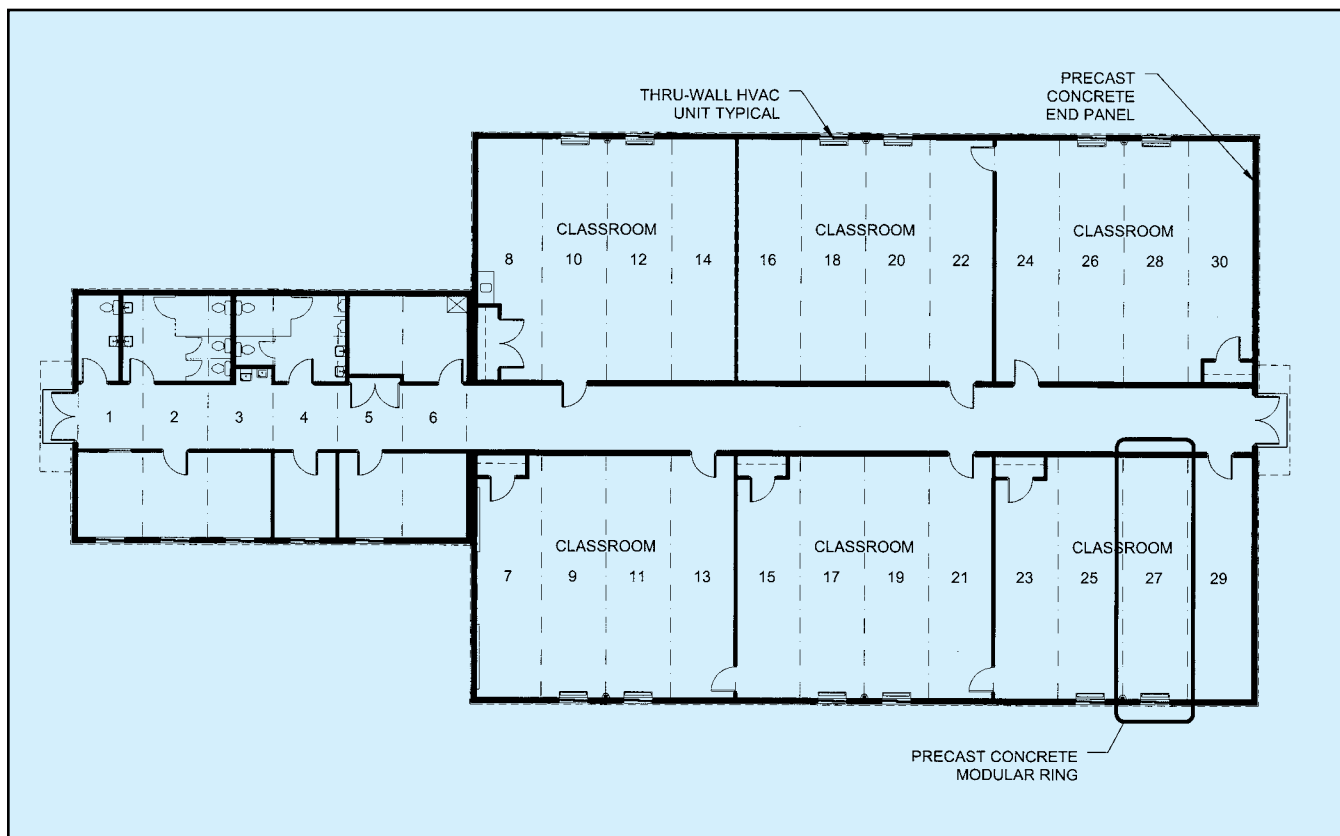 THRU-WALL HVAC
UNIT TYPICAL
PRECAST
CONCRETE
END PANEL
CLASSROOM
CLASSROOM
CLASSROOM
8 10 12 14 16 18 20 22 24 26 28 30
1 2 3 4 5 6
CLASSROOM
CLASSROOM
CLASSROOM
7 9 11 13 15 17 19 21 23 25 27 29
PRECAST CONCRETE
MODULAR RING